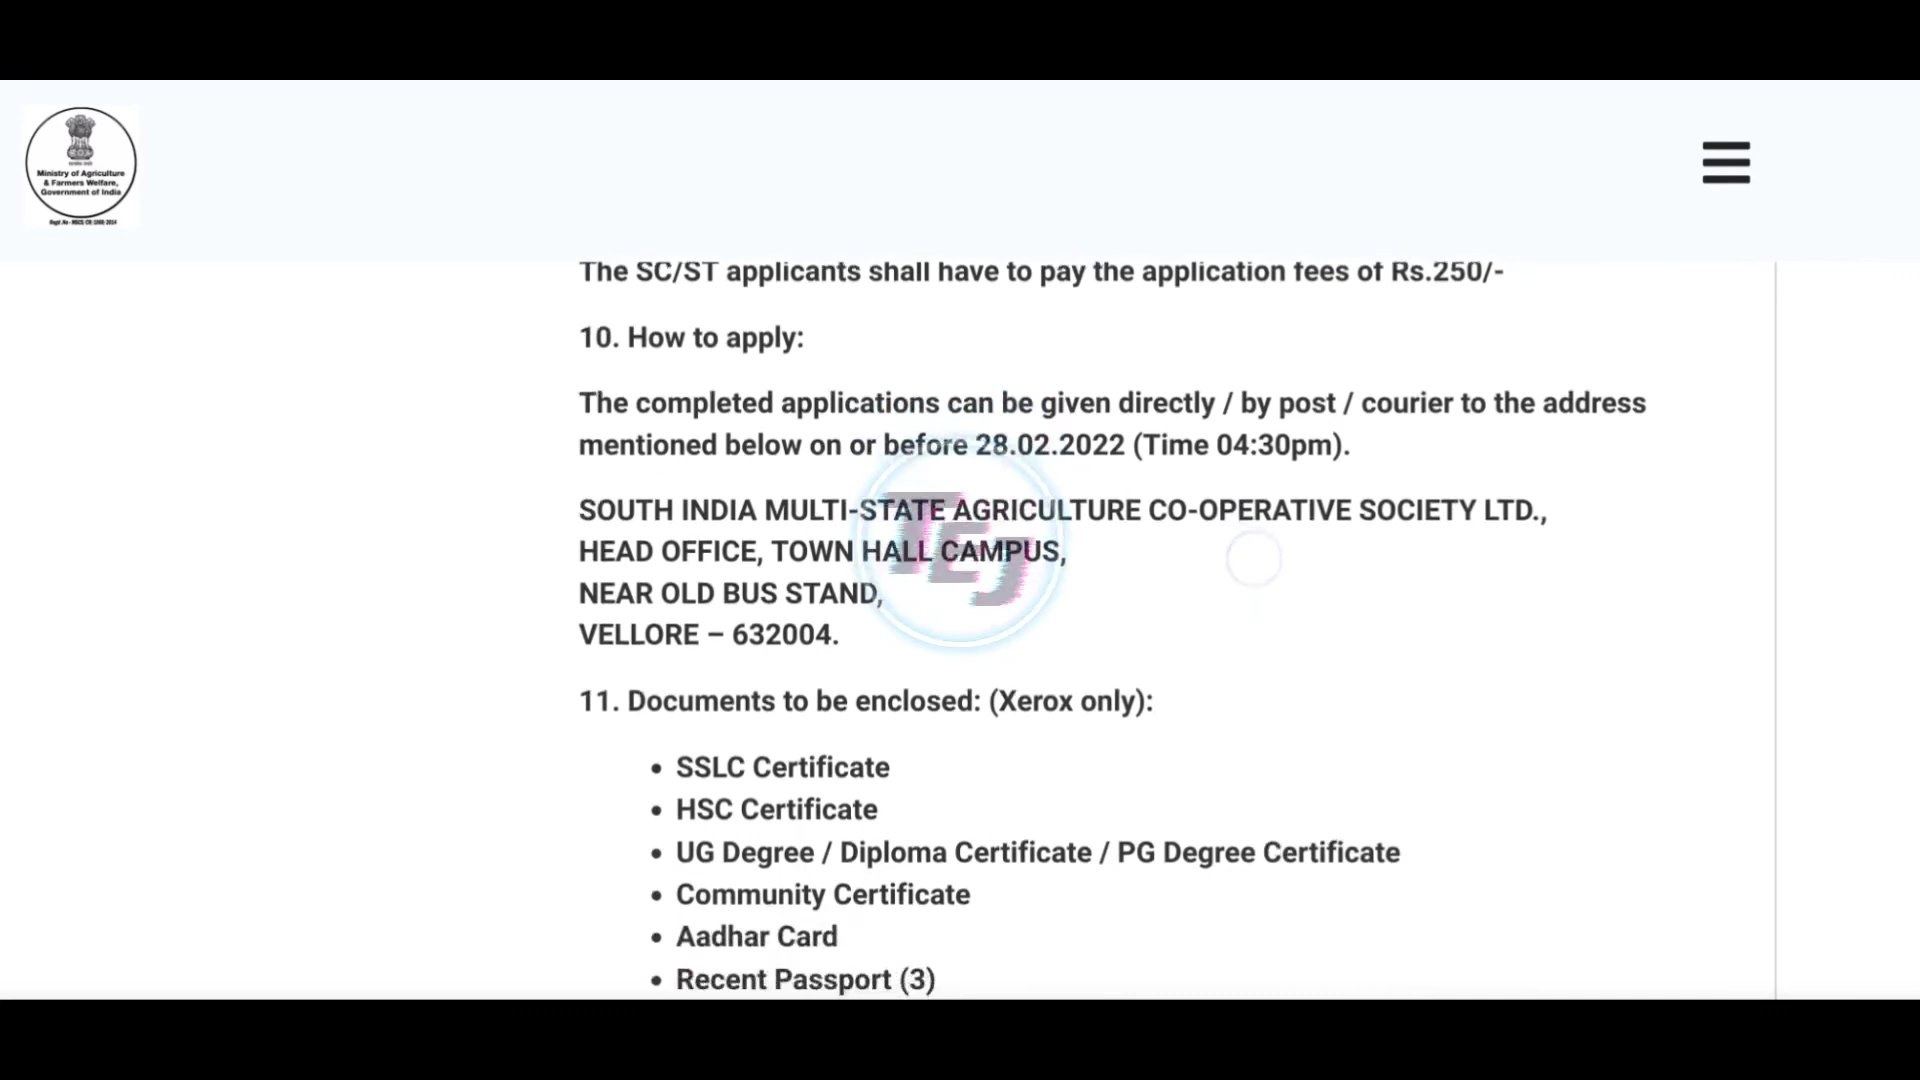 Ministry of Agriculture
& Farmers Welfare,
Government of India
The SC/ST applicants shall have to pay the application fees of Rs.250/-
10. How to apply:
The completed applications can be given directly / by post / courier to the address
mentioned below on or before 28.02.2022 (Time 04:30pm).
SOUTH INDIA MULTI-STATE AGRICULTURE CO-OPERATIVE SOCIETY LTD.,
HEAD OFFICE, TOWN HALL CAMPUS,
NEAR OLD BUS STAND,
VELLORE – 632004.
TEJ
11. Documents to be enclosed: (Xerox only):
• SSLC Certificate
• HSC Certificate
• UG Degree / Diploma Certificate / PG Degree Certificate
• Community Certificate
• Aadhar Card
• Recent Passport (3)